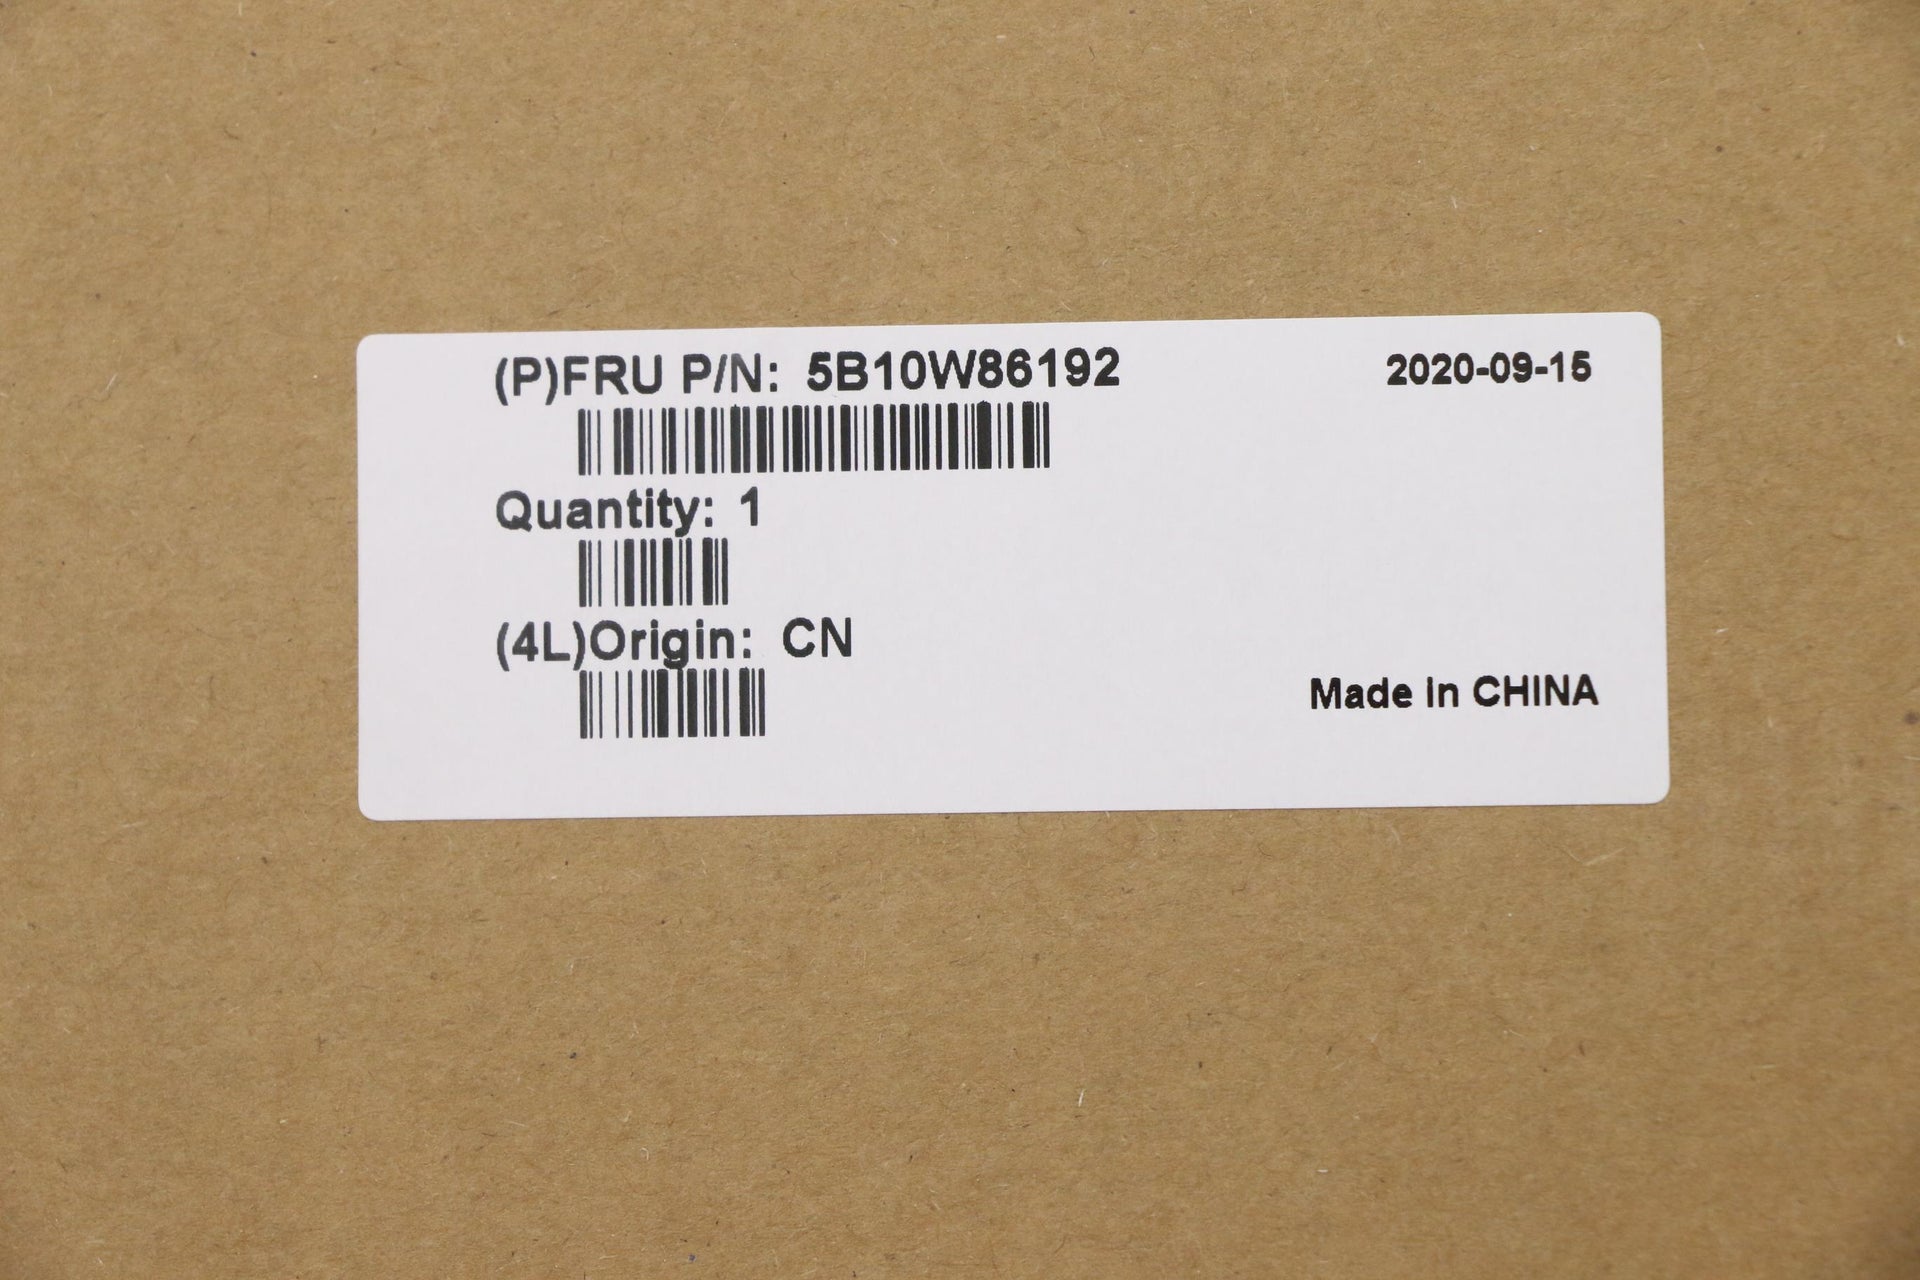 (P)FRU P/N: 5B10W86192
2020-09-15
Quantity: 1
(4L)Origin: CN
Made in CHINA